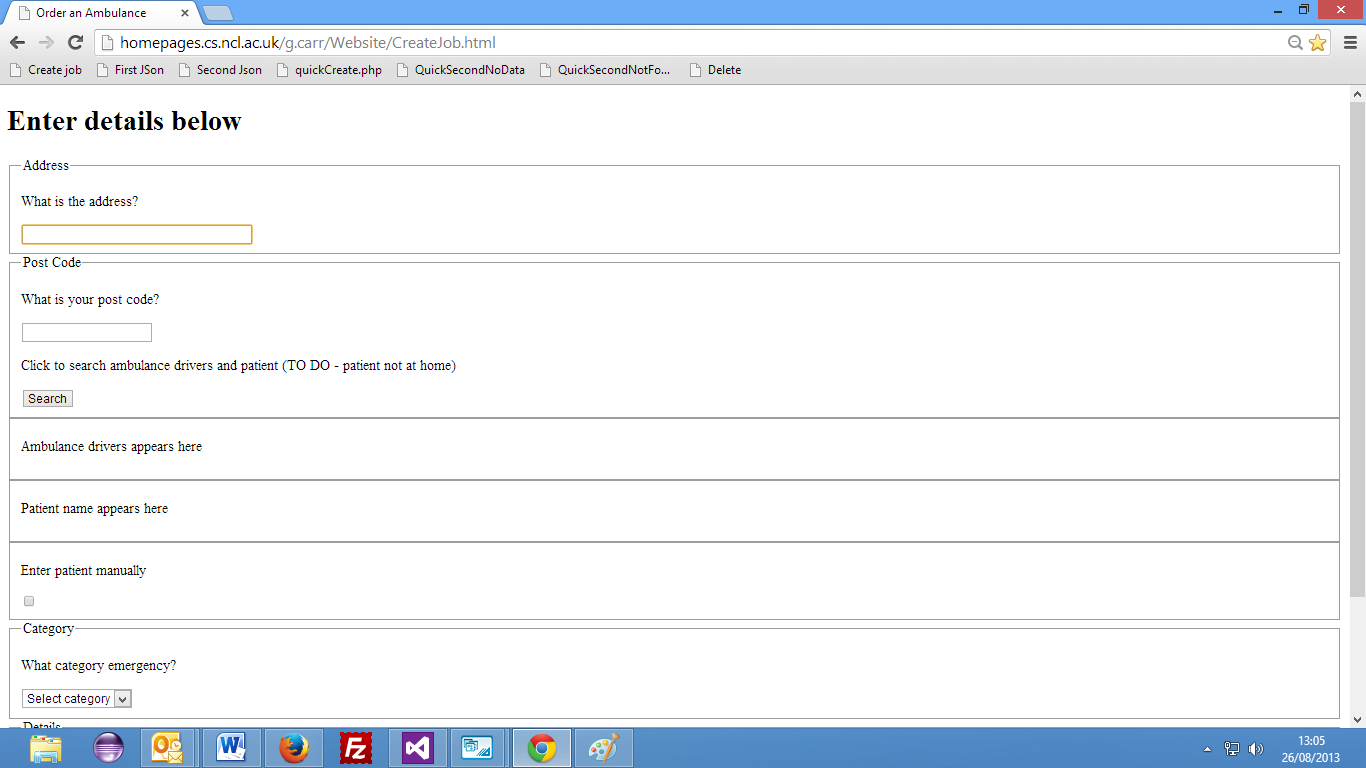 Order an Ambulance
homepages.cs.ncl.ac.uk/g.carr/Website/CreateJob.html
Create job First JSon Second Json quickCreate.php QuickSecondNoData QuickSecondNotFo... Delete
Enter details below
Address
What is the address?
Post Code
What is your post code?
Click to search ambulance drivers and patient (TO DO - patient not at home)
Search
Ambulance drivers appears here
Patient name appears here
Enter patient manually
Category
What category emergency?
Select category
Details
13:05
26/08/2013